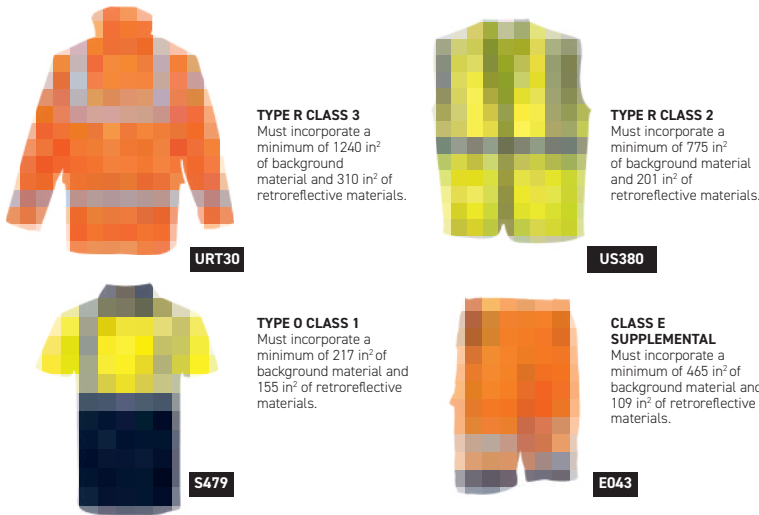 TYPE R CLASS 3
Must incorporate a
minimum of 1240 in²
of background
material and 310 in² of
retroreflective materials.
URT30
TYPE R CLASS 2
Must incorporate a
minimum of 775 in²
of background material
and 201 in² of
retroreflective materials.
US380
TYPE O CLASS 1
Must incorporate a
minimum of 217 in² of
background material and
155 in² of retroreflective
materials.
S479
CLASS E
SUPPLEMENTAL
Must incorporate a
minimum of 465 in² of
background material and
109 in² of retroreflective
materials.
E043